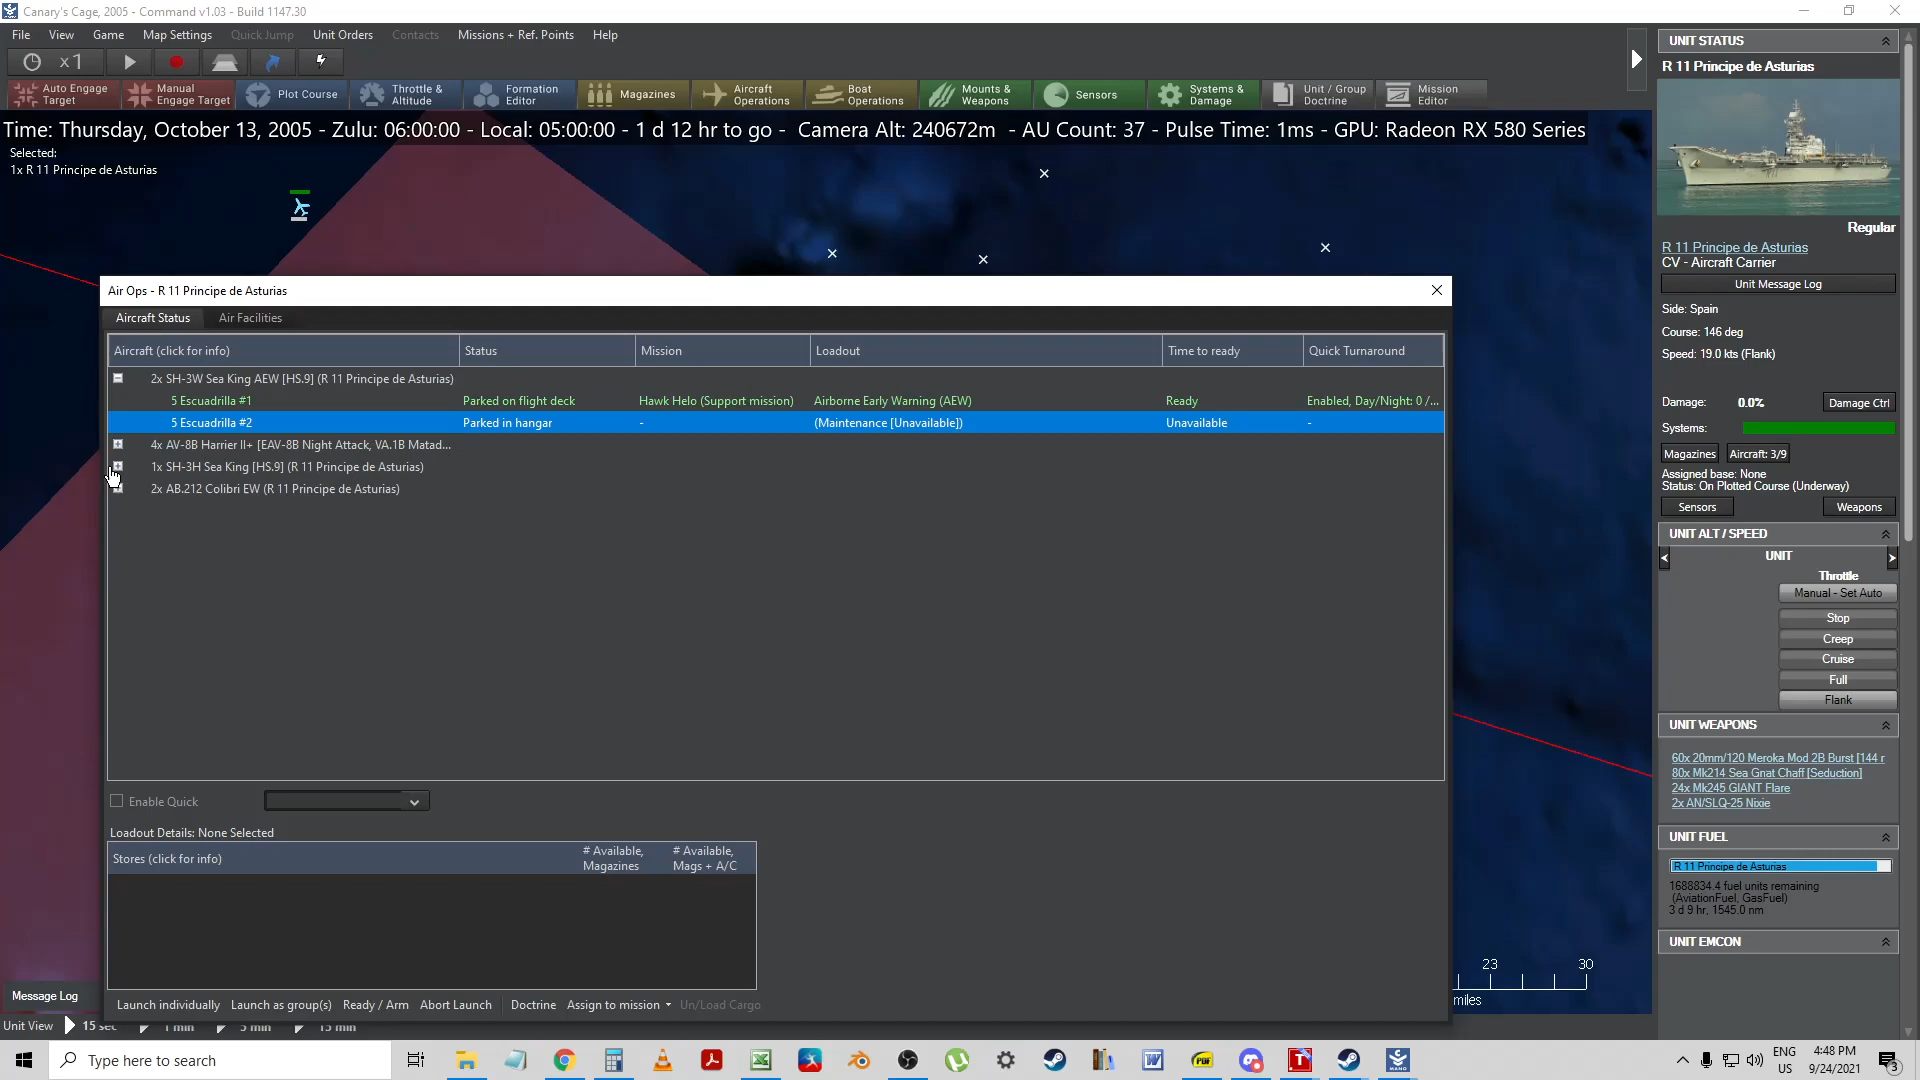 Canary's Cage, 2005 - Command v1.03 - Build 1147.30
File View Game Map Settings Quick Jump Unit Orders Contacts Missions + Ref. Points Help
x1
Auto Engage Target
Manual Engage Target
Plot Course
Throttle & Altitude
Formation Editor
Magazines
Aircraft Operations
Boat Operations
Mounts & Weapons
Sensors
Systems & Damage
Unit / Group Doctrine
Mission Editor
Time: Thursday, October 13, 2005 - Zulu: 06:00:00 - Local: 05:00:00 - 1 d 12 hr to go - Camera Alt: 240672m - AU Count: 37 - Pulse Time: 1ms - GPU: Radeon RX 580 Series
Selected:
1x R 11 Principe de Asturias
Air Ops - R 11 Principe de Asturias
Aircraft Status Air Facilities
Aircraft (click for info) Status Mission Loadout Time to ready Quick Turnaround
2x SH-3W Sea King AEW [HS.9] (R 11 Principe de Asturias)
5 Escuadrilla #1 Parked on flight deck Hawk Helo (Support mission) Airborne Early Warning (AEW) Ready Enabled, Day/Night: 0 /...
5 Escuadrilla #2 Parked in hangar - (Maintenance [Unavailable]) Unavailable -
4x AV-8B Harrier II+ [EAV-8B Night Attack, VA.1B Matad...
1x SH-3H Sea King [HS.9] (R 11 Principe de Asturias)
2x AB.212 Colibri EW (R 11 Principe de Asturias)
Enable Quick
Loadout Details: None Selected
Stores (click for info) # Available, Magazines # Available, Mags + A/C
Launch individually Launch as group(s) Ready / Arm Abort Launch Doctrine Assign to mission Un/Load Cargo
23 30
miles
Message Log
Unit View 15 sec 1 min 5 min 15 min
UNIT STATUS
R 11 Principe de Asturias
Regular
R 11 Principe de Asturias
CV - Aircraft Carrier
Unit Message Log
Side: Spain
Course: 146 deg
Speed: 19.0 kts (Flank)
Damage: 0.0% Damage Ctrl
Systems:
Magazines Aircraft: 3/9
Assigned base: None
Status: On Plotted Course (Underway)
Sensors Weapons
UNIT ALT / SPEED
UNIT
Throttle
Manual - Set Auto
Stop
Creep
Cruise
Full
Flank
UNIT WEAPONS
60x 20mm/120 Meroka Mod 2B Burst [144 r
80x Mk214 Sea Gnat Chaff [Seduction]
24x Mk245 GIANT Flare
2x AN/SLQ-25 Nixie
UNIT FUEL
R 11 Principe de Asturias
1688834.4 fuel units remaining
(AviationFuel, GasFuel)
3 d 9 hr, 1545.0 nm
UNIT EMCON
Type here to search
ENG
US
4:48 PM
9/24/2021
3